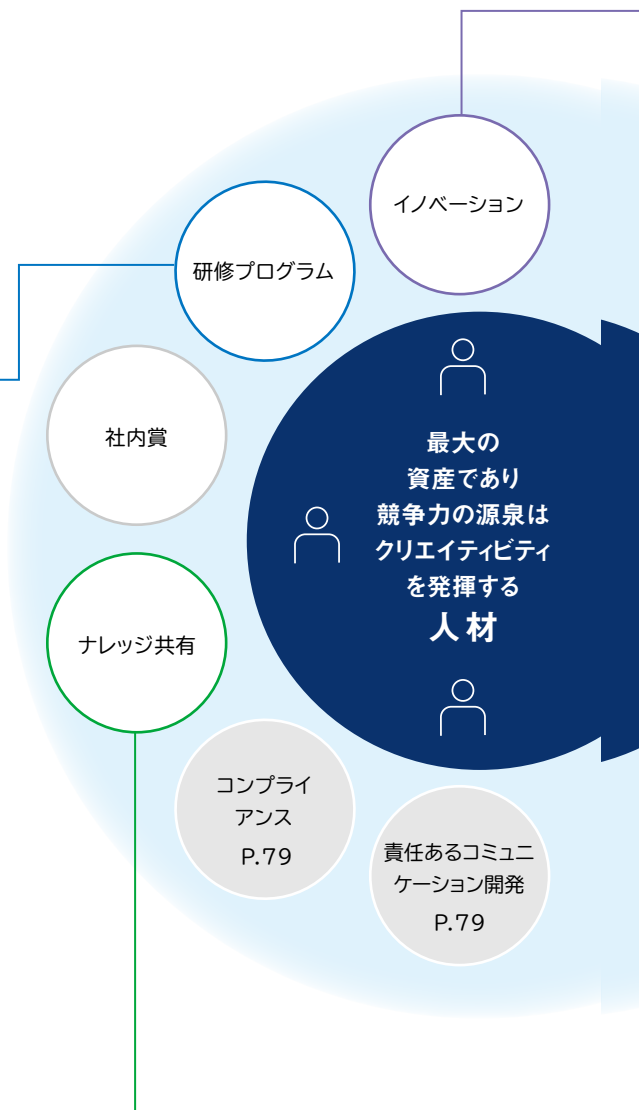 イノベーション
研修プログラム
社内賞
ナレッジ共有
最大の
資産であり
競争力の源泉は
クリエイティビティ
を発揮する
人材
コンプライ
アンス
P.79
責任あるコミュニ
ケーション開発
P.79